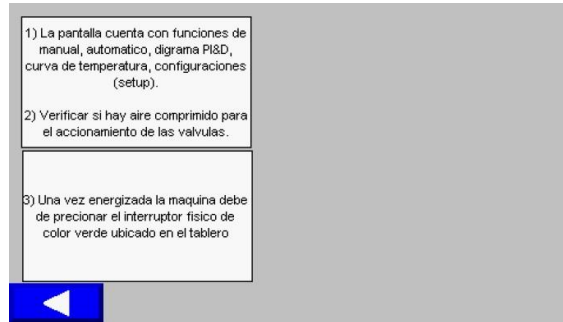 1) La pantalla cuenta con funciones de
manual, automatico, digrama PI&D,
curva de temperatura, configuraciones
(setup).
2) Verificar si hay aire comprimido para
el accionamiento de las valvulas.
3) Una vez energizada la maquina debe
de precionar el interruptor fisico de
color verde ubicado en el tablero